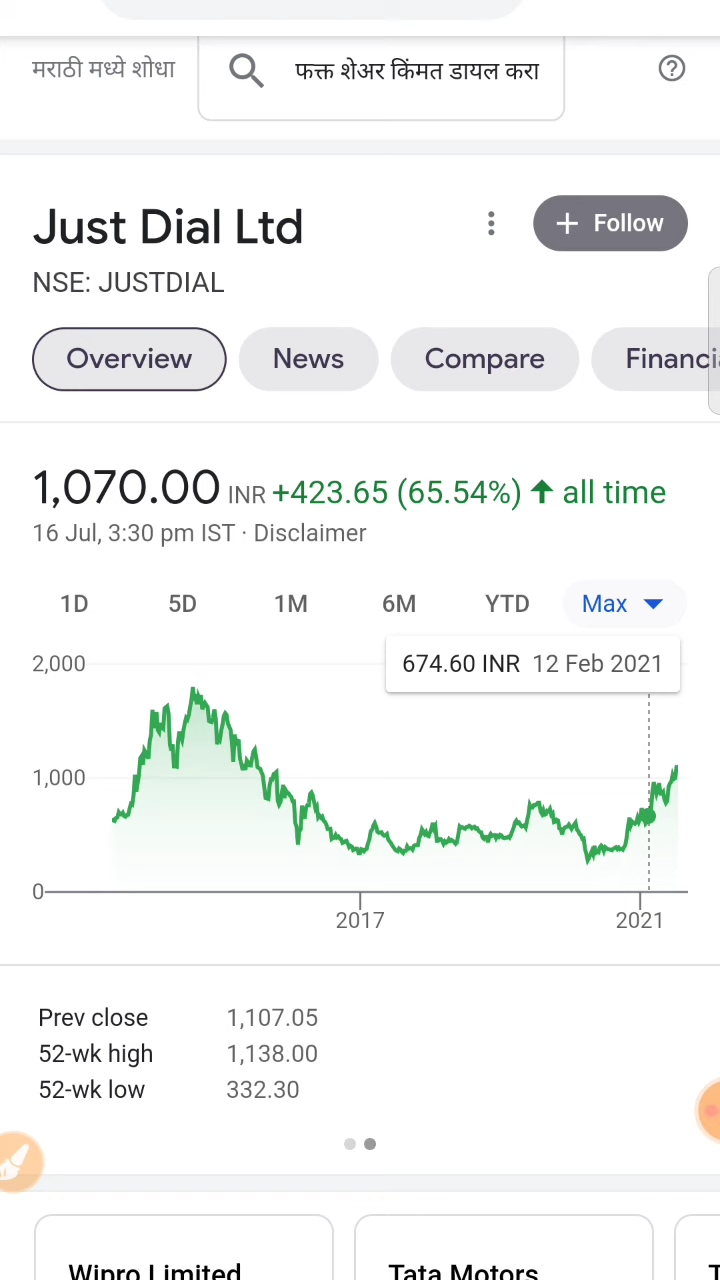 मराठी मध्ये शोधा
फक्त शेअर किंमत डायल करा
Just Dial Ltd
+ Follow
NSE: JUSTDIAL
Overview News Compare Financi
1,070.00 INR +423.65 (65.54%) ↑ all time
16 Jul, 3:30 pm IST · Disclaimer
1D 5D 1M 6M YTD Max
674.60 INR 12 Feb 2021
2,000
1,000
0
2017 2021
Prev close 1,107.05
52-wk high 1,138.00
52-wk low 332.30
Wipro Limited Tata Motors